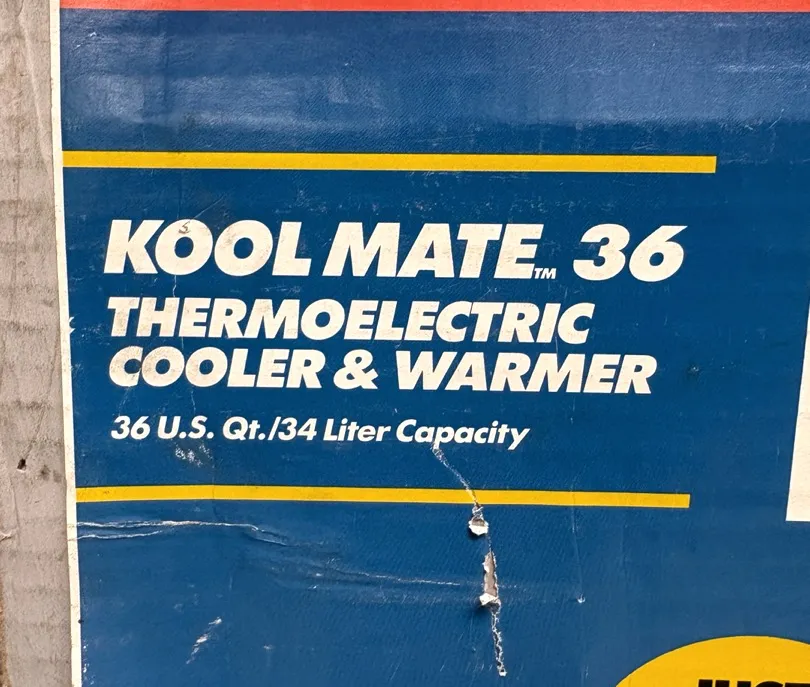 KOOL MATE™ 36
THERMOELECTRIC
COOLER & WARMER
36 U.S. Qt./34 Liter Capacity